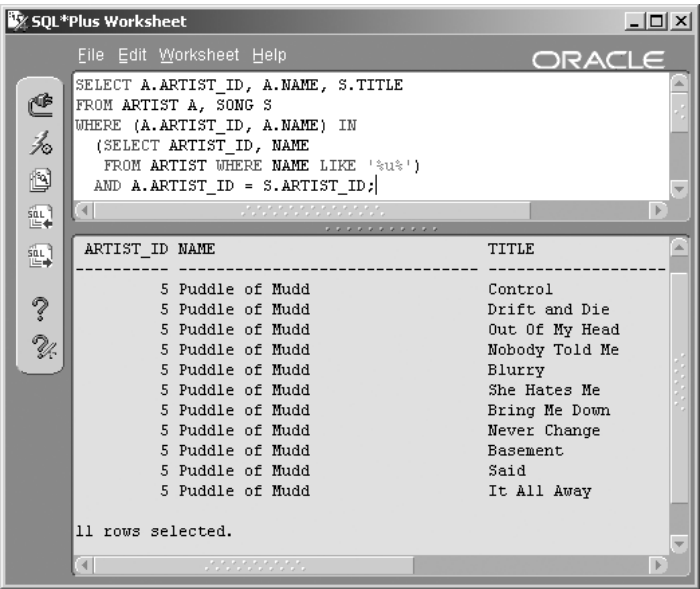 SQL*Plus Worksheet
File Edit Worksheet Help
ORACLE
SELECT A.ARTIST_ID, A.NAME, S.TITLE
FROM ARTIST A, SONG S
WHERE (A.ARTIST_ID, A.NAME) IN
(SELECT ARTIST_ID, NAME
FROM ARTIST WHERE NAME LIKE '%u%')
AND A.ARTIST_ID = S.ARTIST_ID;
ARTIST_ID NAME TITLE
---------- ------------------------------ ------------------
5 Puddle of Mudd Control
5 Puddle of Mudd Drift and Die
5 Puddle of Mudd Out Of My Head
5 Puddle of Mudd Nobody Told Me
5 Puddle of Mudd Blurry
5 Puddle of Mudd She Hates Me
5 Puddle of Mudd Bring Me Down
5 Puddle of Mudd Never Change
5 Puddle of Mudd Basement
5 Puddle of Mudd Said
5 Puddle of Mudd It All Away
11 rows selected.
SQL
SQL